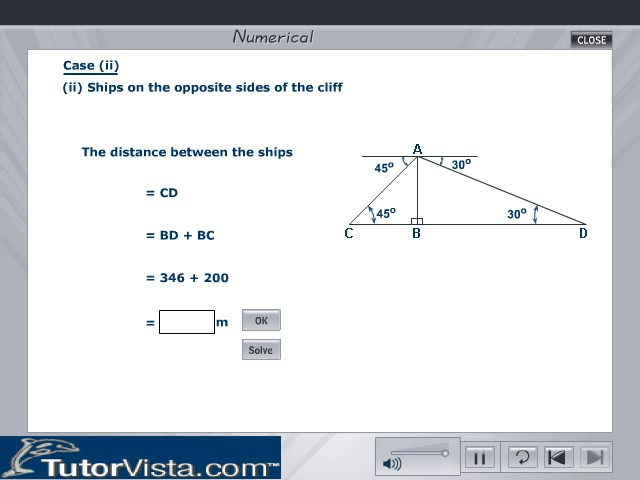 Numerical
CLOSE
Case (ii)
(ii) Ships on the opposite sides of the cliff
The distance between the ships
= CD
= BD + BC
= 346 + 200
= m
OK
Solve
A
45° 30°
45° 30°
C B D
TutorVista.com™